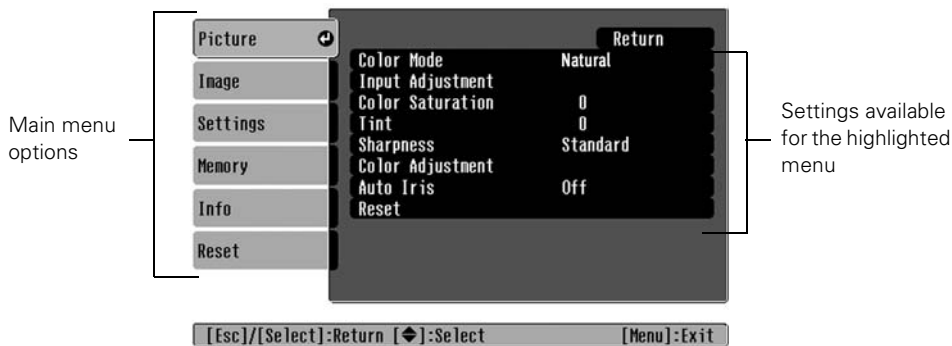 Main menu
options
Picture
Image
Settings
Memory
Info
Reset
Return
Color Mode Natural
Input Adjustment
Color Saturation 0
Tint 0
Sharpness Standard
Color Adjustment
Auto Iris Off
Reset
Settings available
for the highlighted
menu
[Esc]/[Select]:Return [◆]:Select [Menu]:Exit